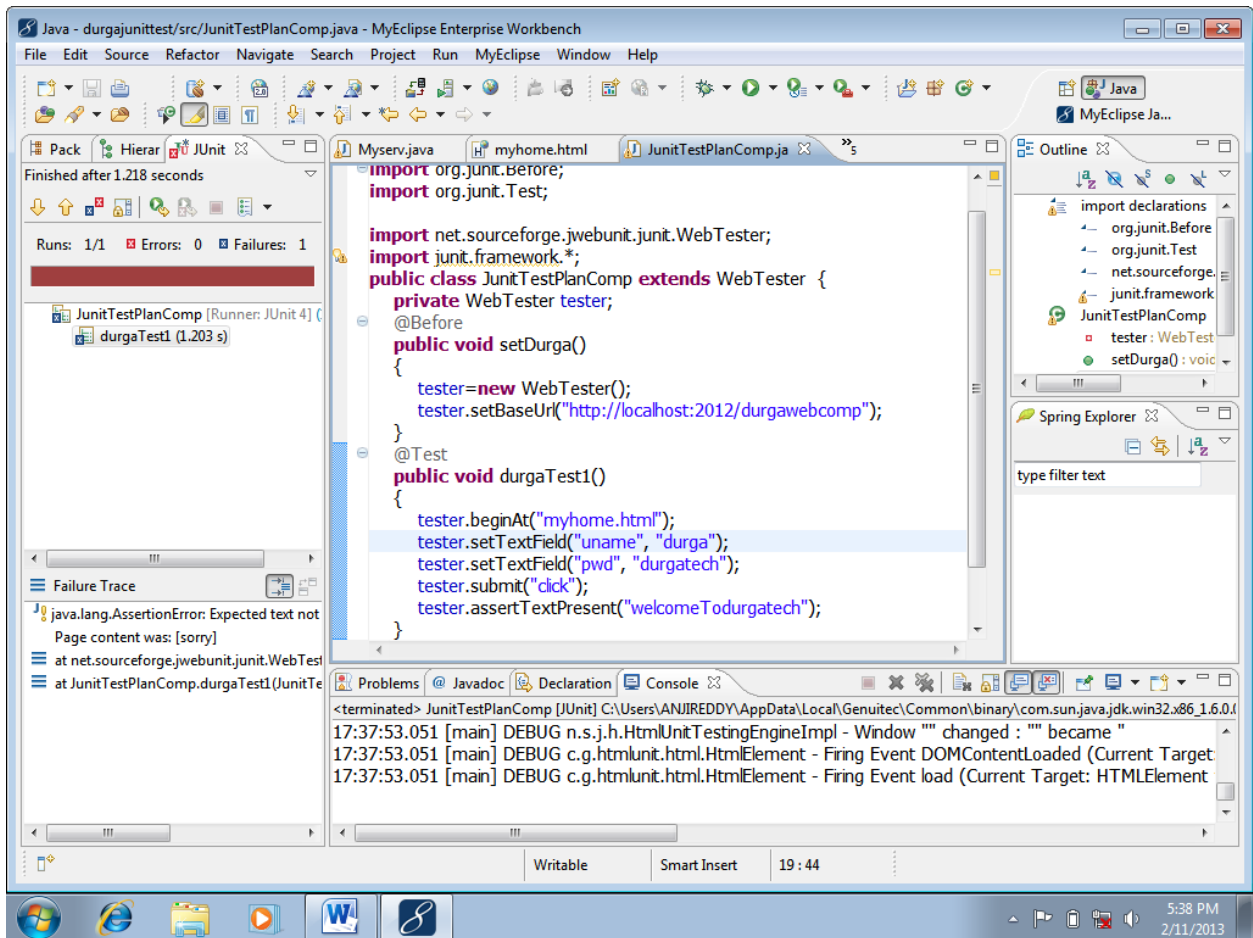 Java - durgajunittest/src/JunitTestPlanComp.java - MyEclipse Enterprise Workbench
File Edit Source Refactor Navigate Search Project Run MyEclipse Window Help
Java
MyEclipse Ja...
Pack Hierar JUnit
Finished after 1.218 seconds
Runs: 1/1 Errors: 0 Failures: 1
JunitTestPlanComp [Runner: JUnit 4] (
durgaTest1 (1.203 s)
Failure Trace
java.lang.AssertionError: Expected text not
Page content was: [sorry]
at net.sourceforge.jwebunit.junit.WebTest
at JunitTestPlanComp.durgaTest1(JunitTe
Myserv.java myhome.html JunitTestPlanComp.ja »5
import org.junit.Before;
import org.junit.Test;
import net.sourceforge.jwebunit.junit.WebTester;
import junit.framework.*;
public class JunitTestPlanComp extends WebTester {
private WebTester tester;
@Before
public void setDurga()
{
tester=new WebTester();
tester.setBaseUrl("http://localhost:2012/durgawebcomp");
}
@Test
public void durgaTest1()
{
tester.beginAt("myhome.html");
tester.setTextField("uname", "durga");
tester.setTextField("pwd", "durgatech");
tester.submit("click");
tester.assertTextPresent("welcomeTodurgatech");
}
Outline
import declarations
org.junit.Before
org.junit.Test
net.sourceforge.
junit.framework
JunitTestPlanComp
tester : WebTest
setDurga() : void
Spring Explorer
type filter text
Problems @ Javadoc Declaration Console
<terminated> JunitTestPlanComp [JUnit] C:\Users\ANJIREDDY\AppData\Local\Genuitec\Common\binary\com.sun.java.jdk.win32.x86_1.6.0.(
17:37:53.051 [main] DEBUG n.s.j.h.HtmlUnitTestingEngineImpl - Window "" changed : "" became "
17:37:53.051 [main] DEBUG c.g.htmlunit.html.HtmlElement - Firing Event DOMContentLoaded (Current Target:
17:37:53.051 [main] DEBUG c.g.htmlunit.html.HtmlElement - Firing Event load (Current Target: HTMLElement
Writable Smart Insert 19 : 44
5:38 PM
2/11/2013